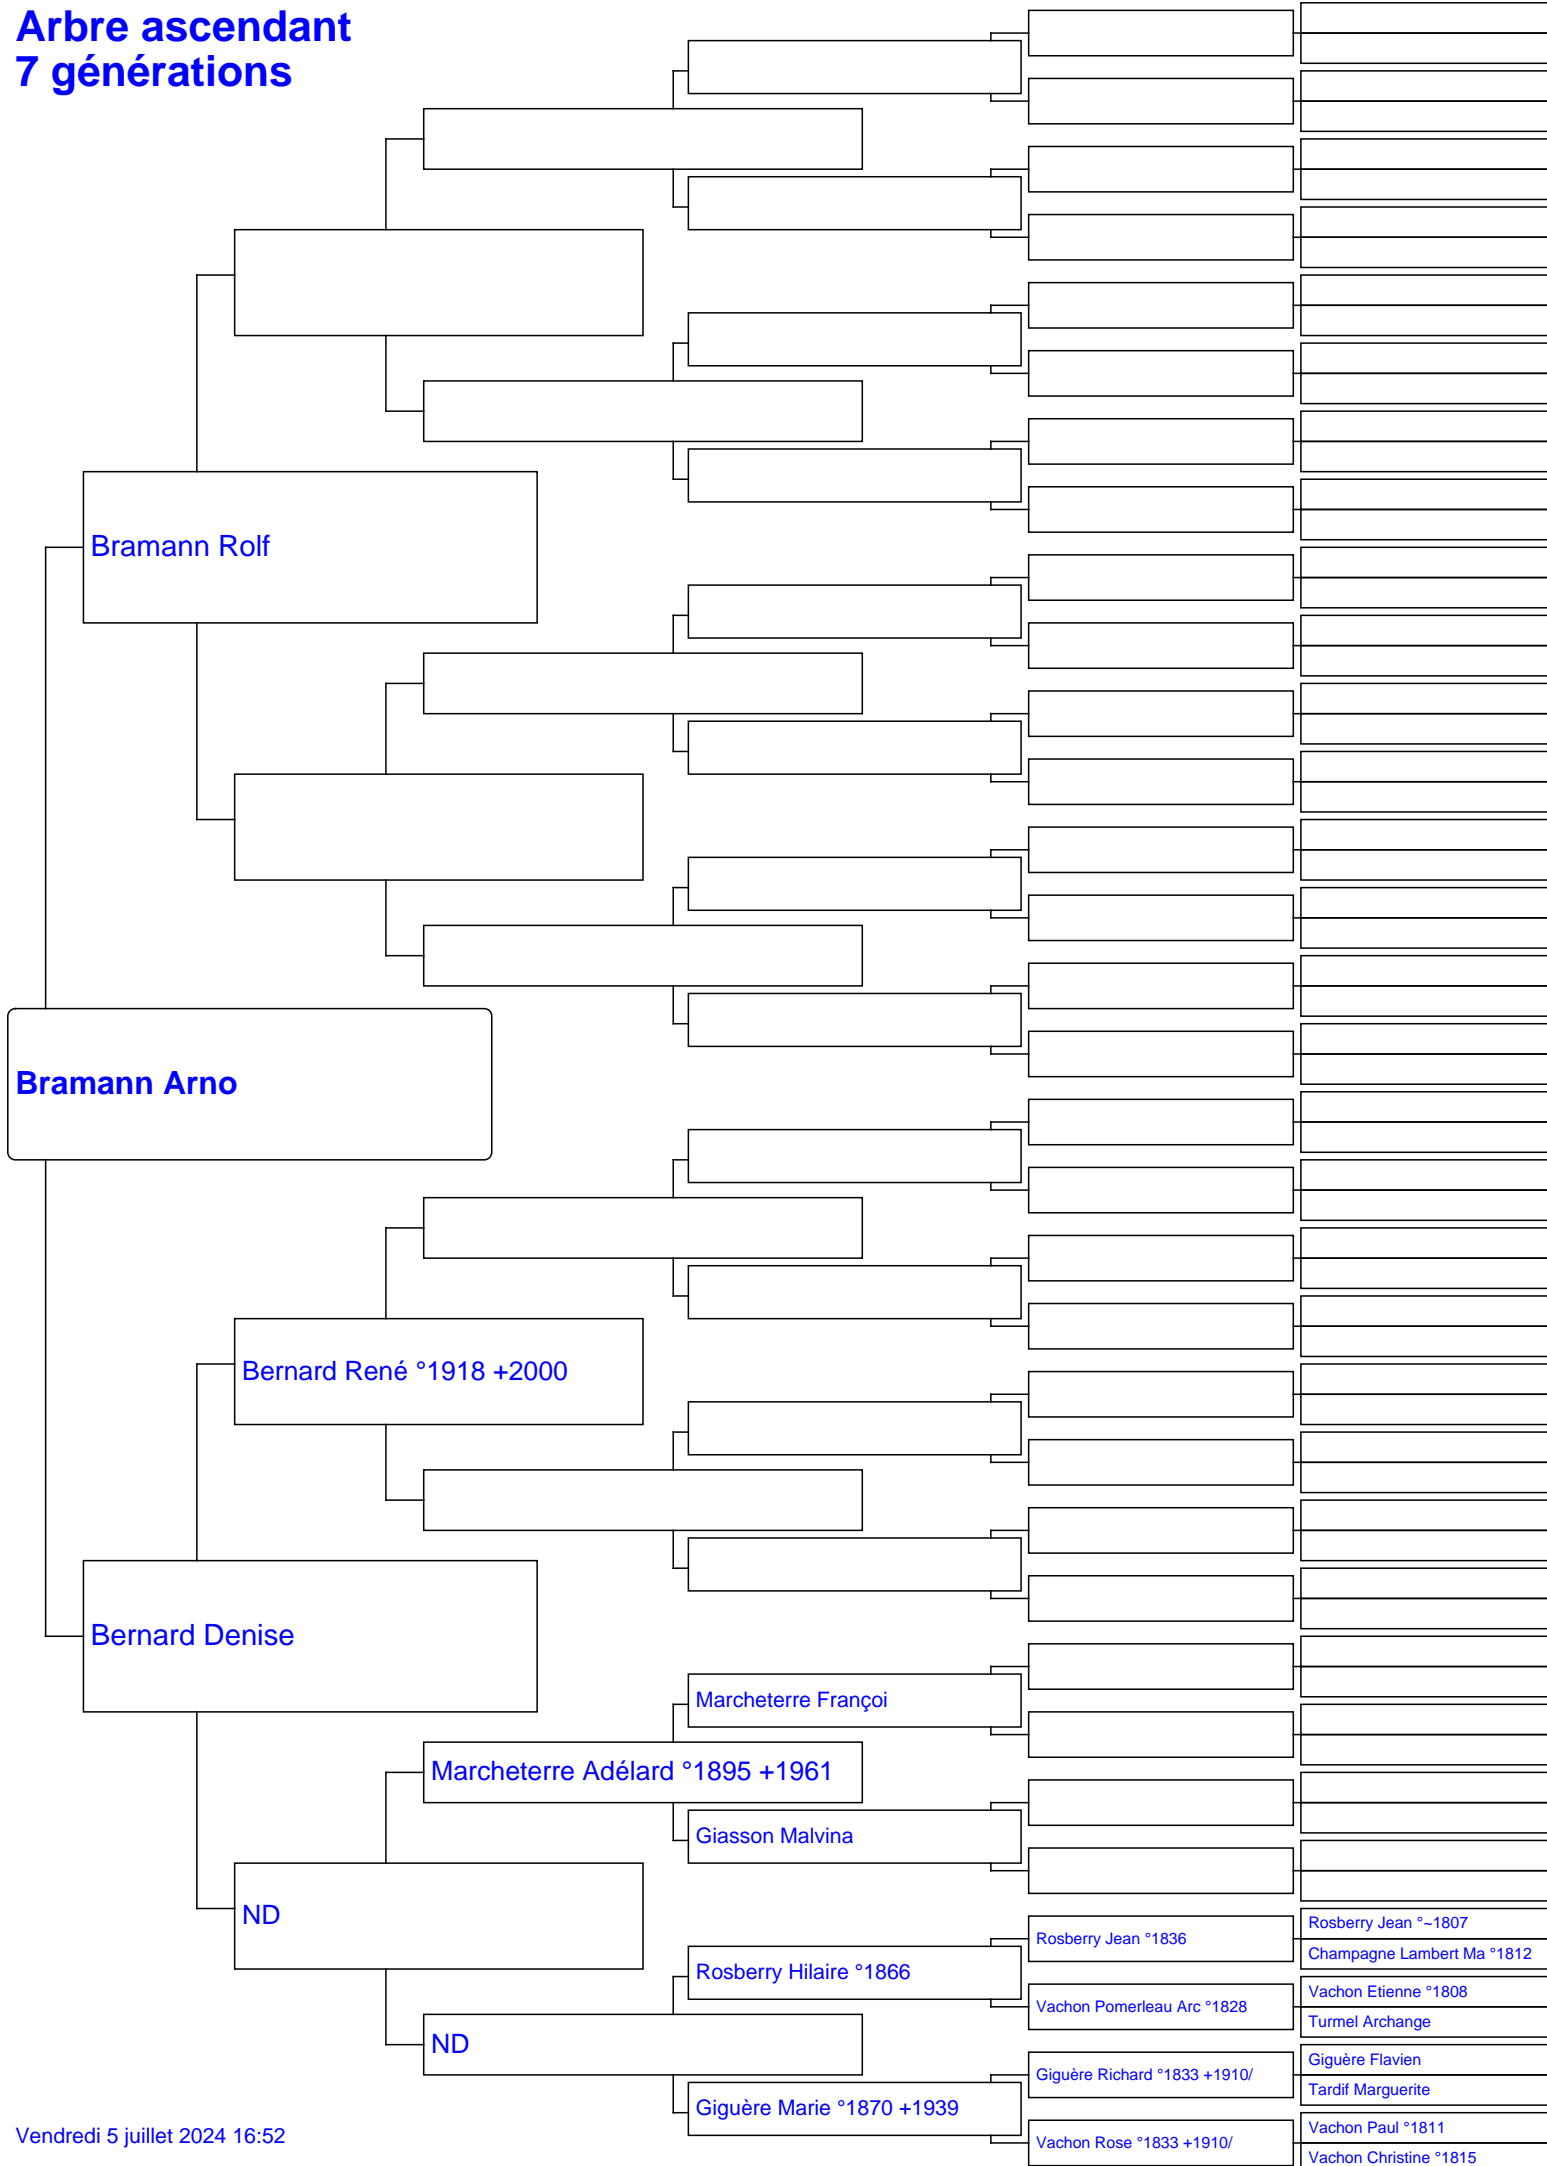 Arbre ascendant
7 générations
Bramann Rolf
Bramann Arno
Bernard René °1918 +2000
Bernard Denise
Marcheterre Françoi
Marcheterre Adélard °1895 +1961
Giasson Malvina
ND
Rosberry Jean °~1807
Rosberry Jean °1836
Champagne Lambert Ma °1812
Rosberry Hilaire °1866
Vachon Etienne °1808
Vachon Pomerleau Arc °1828
Turmel Archange
ND
Giguère Flavien
Giguère Richard °1833 +1910/
Tardif Marguerite
Giguère Marie °1870 +1939
Vachon Paul °1811
Vachon Rose °1833 +1910/
Vachon Christine °1815
Vendredi 5 juillet 2024 16:52